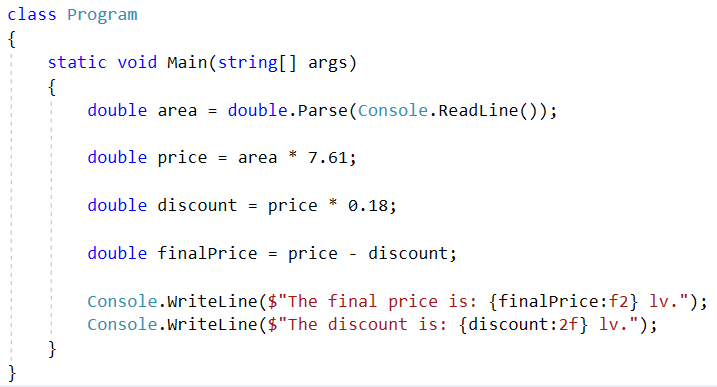 class Program
{
static void Main(string[] args)
{
double area = double.Parse(Console.ReadLine());
double price = area * 7.61;
double discount = price * 0.18;
double finalPrice = price - discount;
Console.WriteLine($"The final price is: {finalPrice:f2} lv.");
Console.WriteLine($"The discount is: {discount:2f} lv.");
}
}